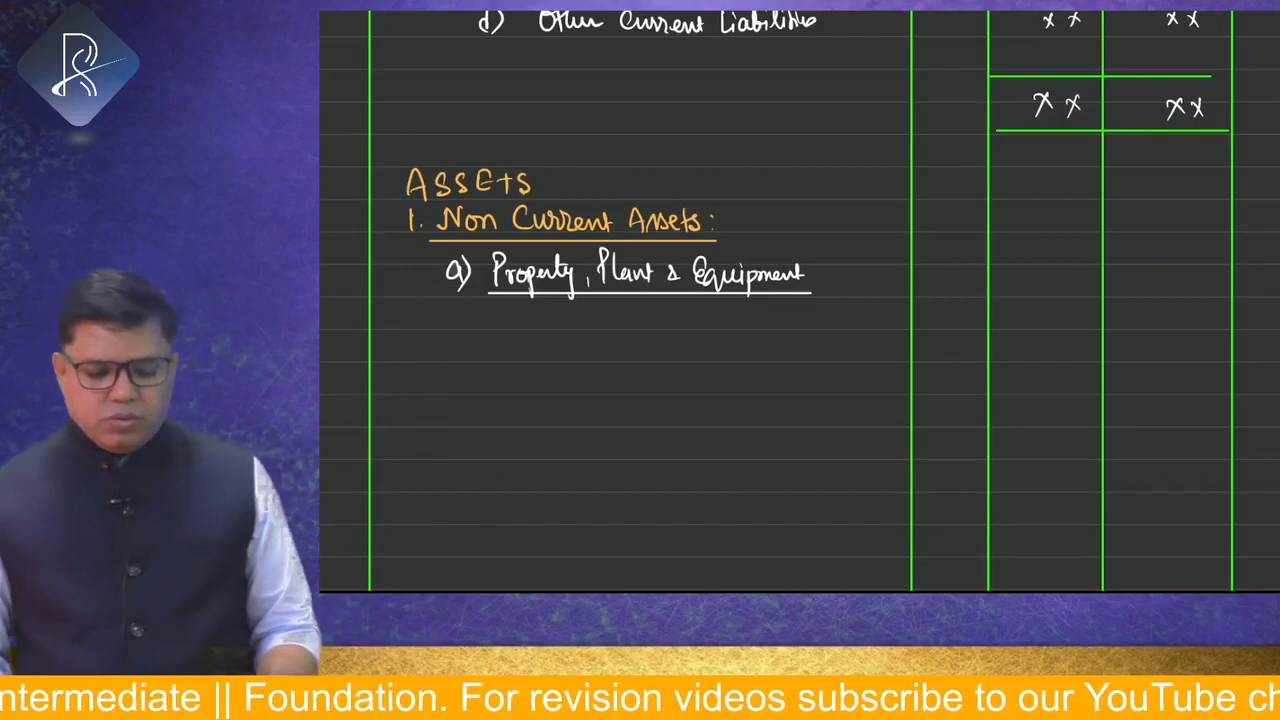 d) Other Current Liabilities x x x x
x x x x
ASSETS
1. Non Current Assets:
a) Property, Plant & Equipment
ntermediate || Foundation. For revision videos subscribe to our YouTube ch